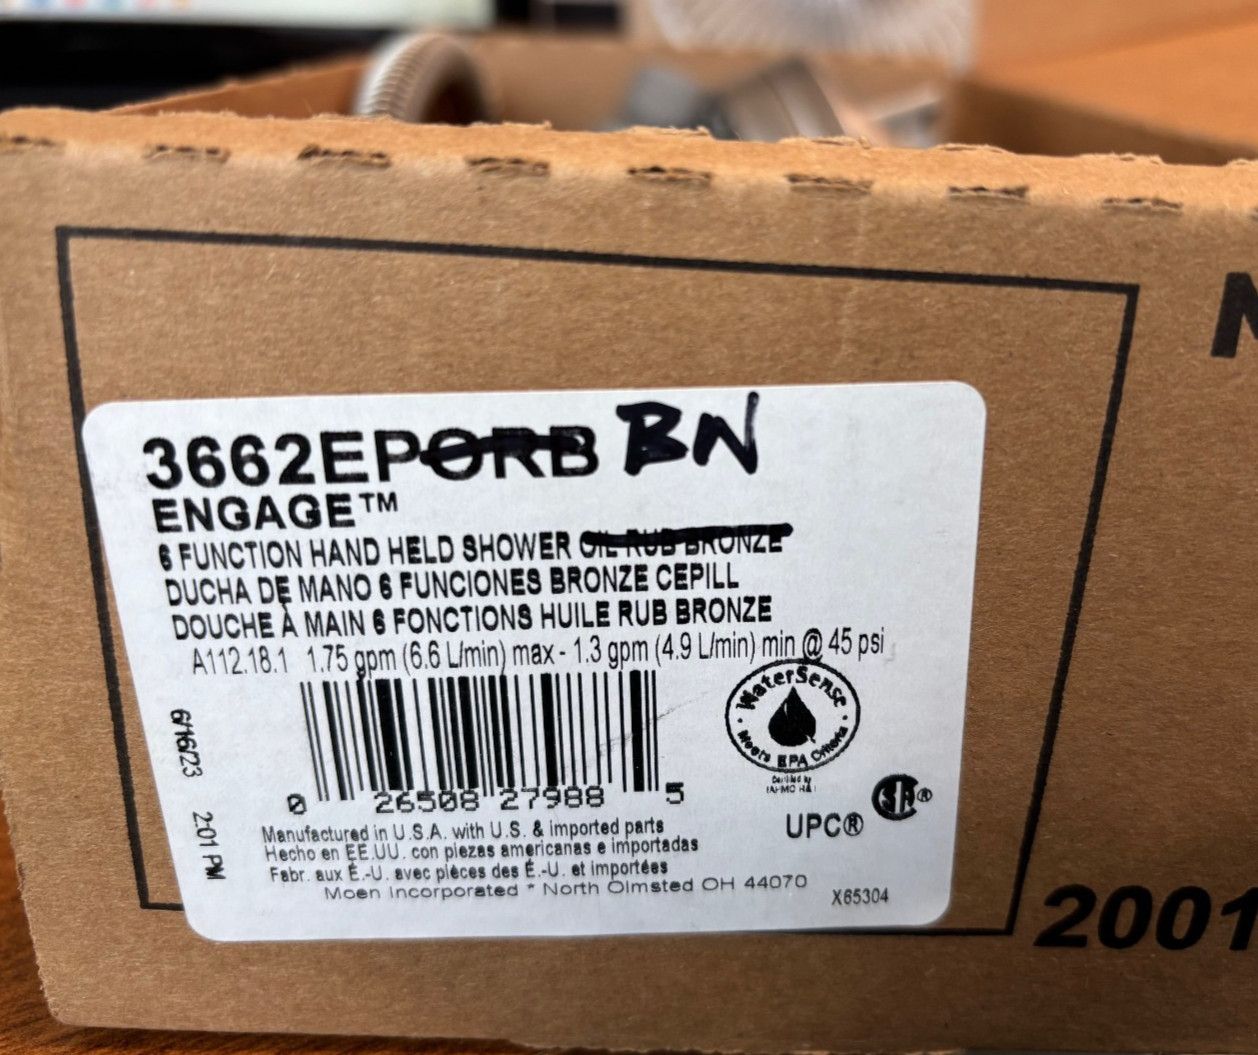 3662EPORB BN
ENGAGE™
6 FUNCTION HAND HELD SHOWER OIL RUB BRONZE
DUCHA DE MANO 6 FUNCIONES BRONZE CEPILL
DOUCHE À MAIN 6 FONCTIONS HUILE RUB BRONZE
A112.18.1 1.75 gpm (6.6 L/min) max - 1.3 gpm (4.9 L/min) min @ 45 psi
WaterSense
Meets EPA Criteria
Certified by
6/16/23 2:01 PM
0 26508 27988 5
UPC®
Manufactured in U.S.A. with U.S. & imported parts
Hecho en EE.UU. con piezas americanas e importadas
Fabr. aux É.-U. avec pièces des É.-U. et importées
Moen Incorporated * North Olmsted OH 44070
X65304
2001